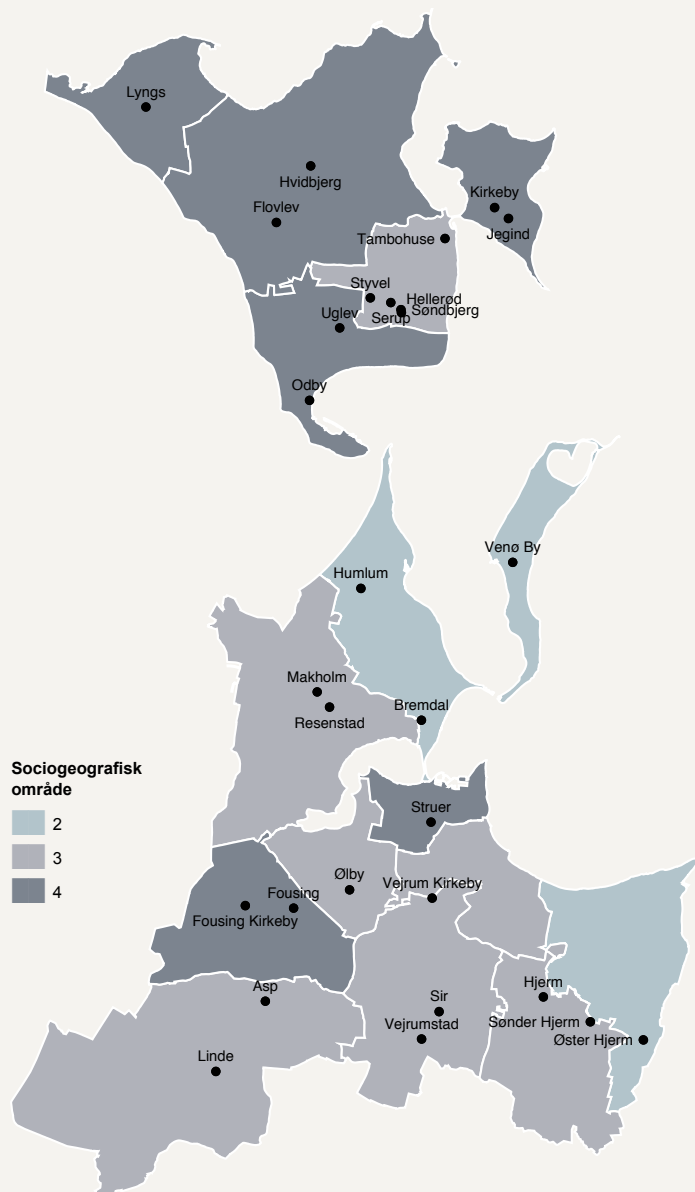 Lyngs
Hvidbjerg
Flovlev
Kirkeby
Jegind
Tambohuse
Styvel
Hellerød
Søndbjerg
Serup
Uglev
Odby
Venø By
Humlum
Makholm
Resenstad
Bremdal
Sociogeografisk
område
2
3
4
Struer
Ølby
Vejrum Kirkeby
Fousing
Fousing Kirkeby
Asp
Hjerm
Sir
Sønder Hjerm
Vejrumstad
Øster Hjerm
Linde